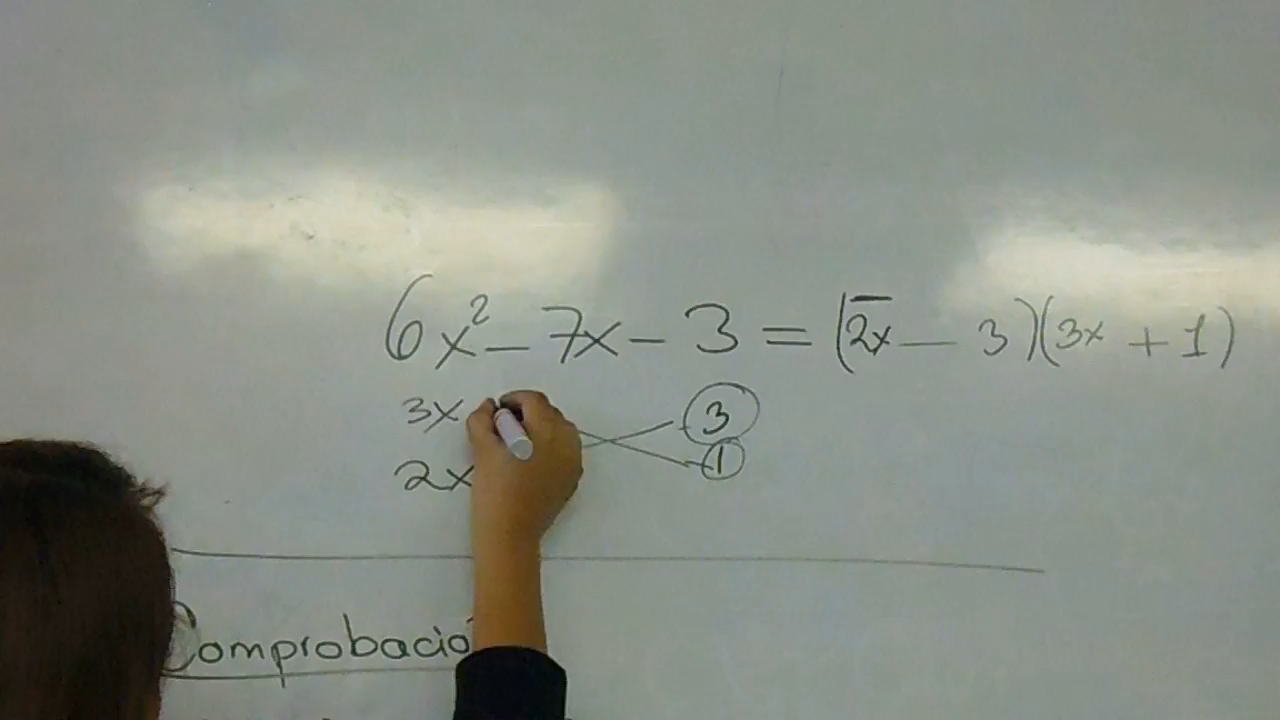 6x² - 7x - 3 = (2x - 3)(3x + 1)
3x 3
2x 1
Comprobació